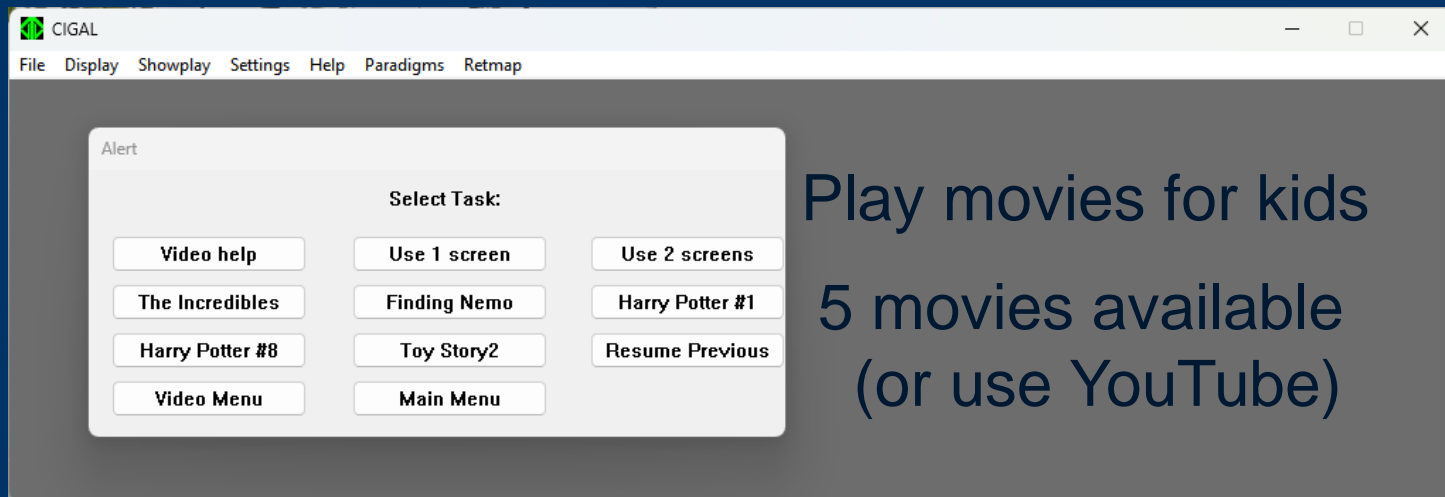 CIGAL
File Display Showplay Settings Help Paradigms Retmap
Alert
Select Task:
Video help Use 1 screen Use 2 screens
The Incredibles Finding Nemo Harry Potter #1
Harry Potter #8 Toy Story2 Resume Previous
Video Menu Main Menu
Play movies for kids
5 movies available
(or use YouTube)